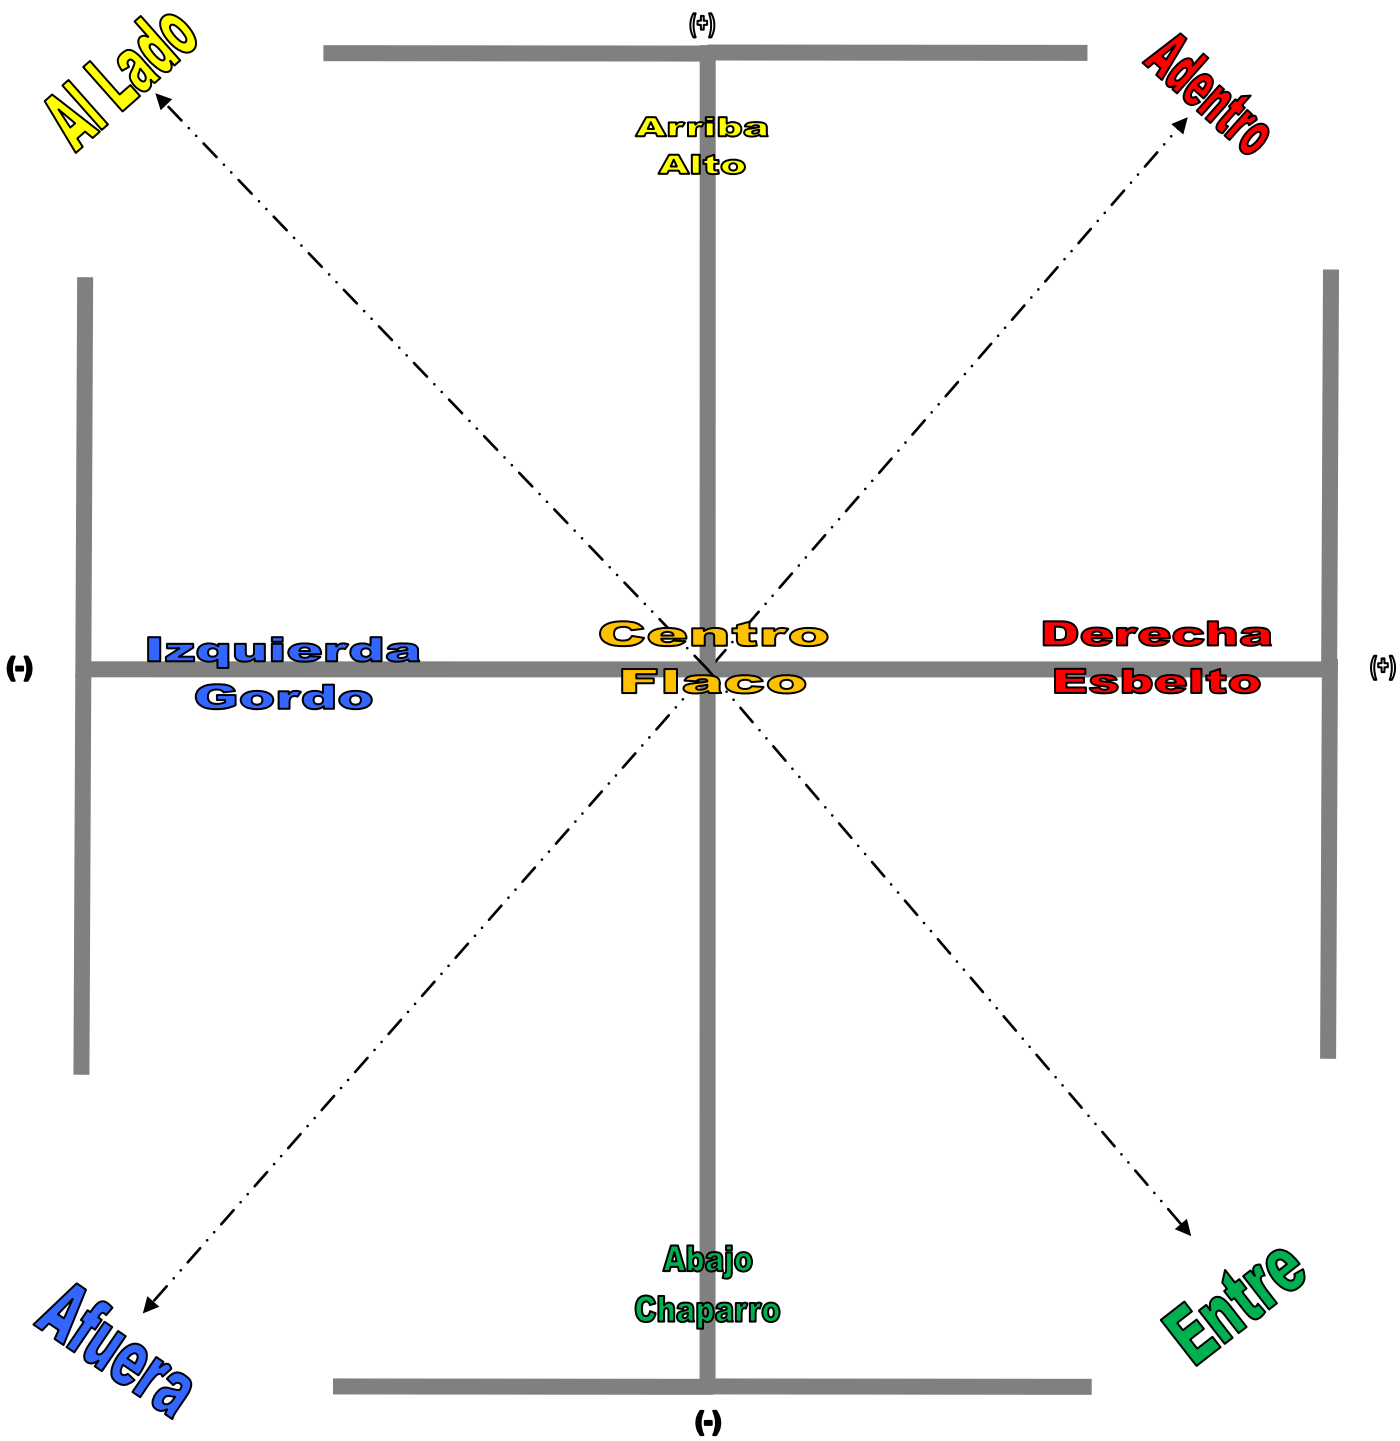 (+)
Al Lado
Adentro
Arriba
Alto
Izquierda
Gordo
Centro
Flaco
Derecha
Esbelto
(-)
(+)
Abajo
Chaparro
Afuera
Entre
(-)